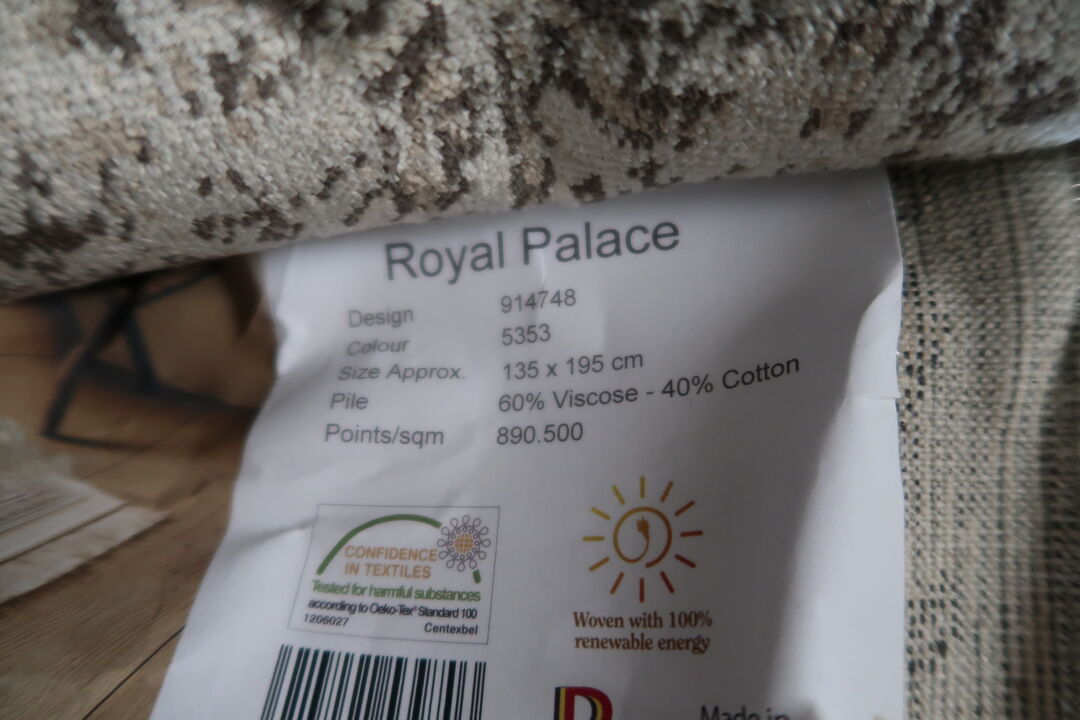 Royal Palace
Design 914748
Colour 5353
Size Approx. 135 x 195 cm
Pile 60% Viscose - 40% Cotton
Points/sqm 890.500
CONFIDENCE
IN TEXTILES
Tested for harmful substances
according to Oeko-Tex® Standard 100
1206027 Centexbel
Woven with 100%
renewable energy
Made in